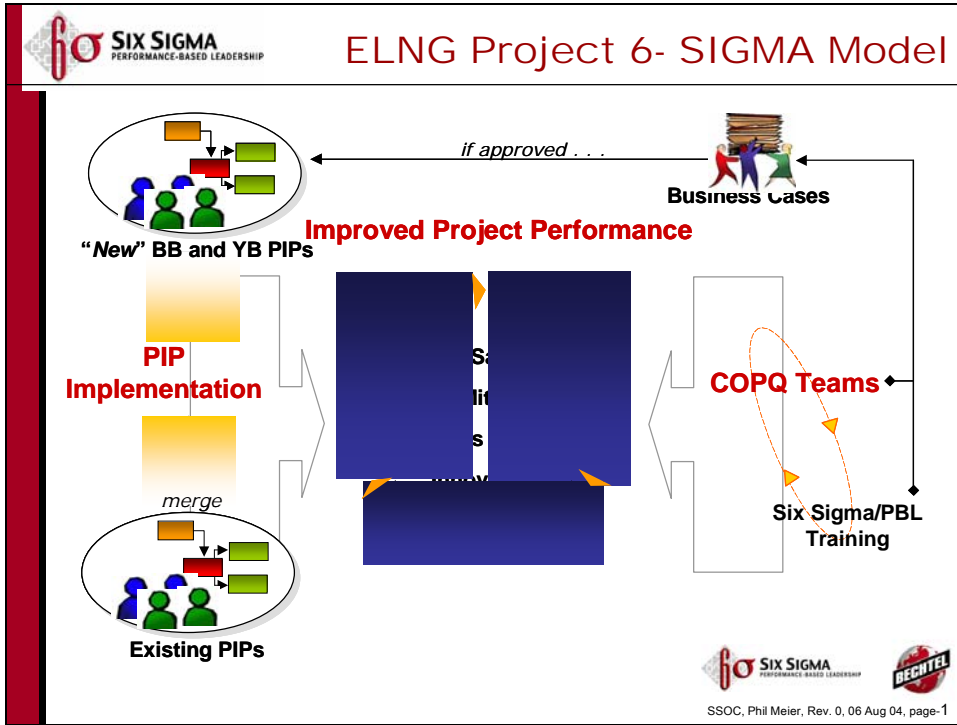 6σ SIX SIGMA
PERFORMANCE-BASED LEADERSHIP
ELNG Project 6- SIGMA Model
if approved . . .
Business Cases
"New" BB and YB PIPs
Improved Project Performance
PIP
Implementation
COPQ Teams
merge
Six Sigma/PBL
Training
Existing PIPs
6σ SIX SIGMA
PERFORMANCE-BASED LEADERSHIP
BECHTEL
SSOC, Phil Meier, Rev. 0, 06 Aug 04, page-1